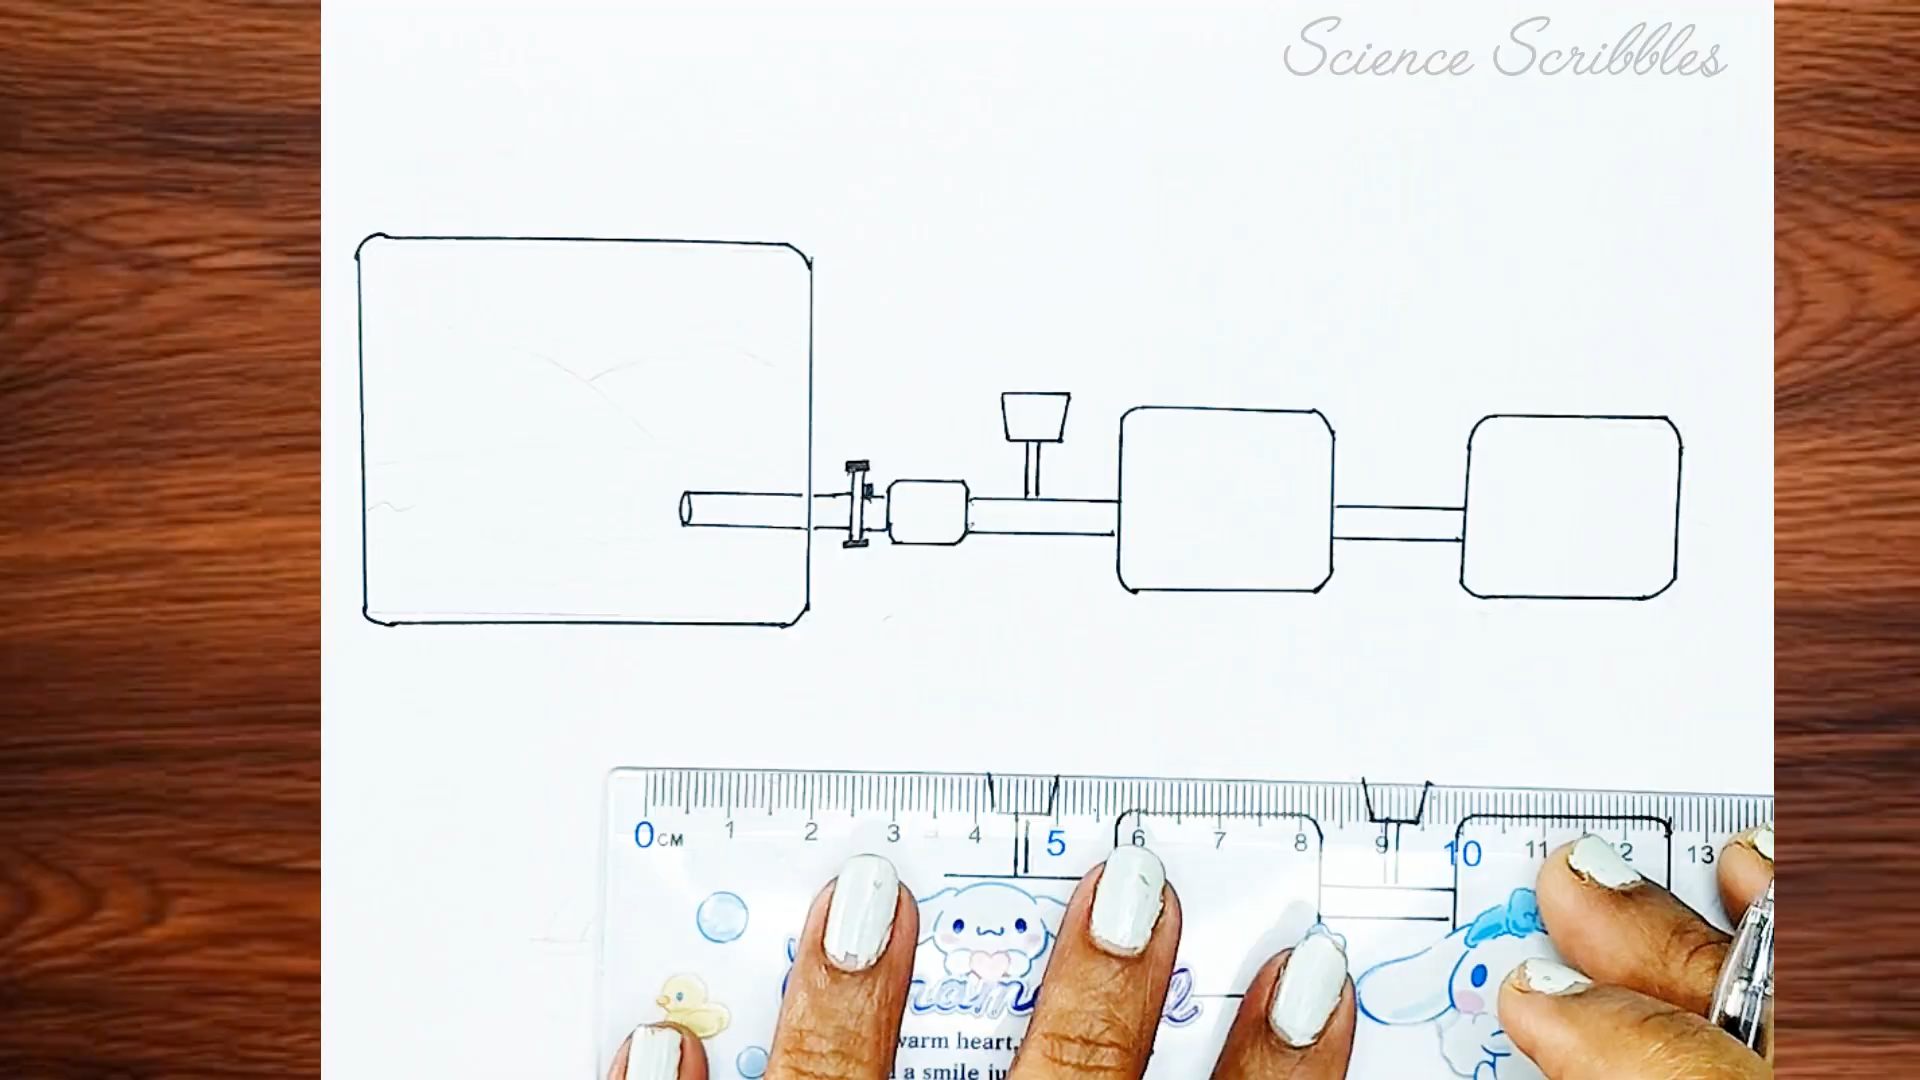 Science Scribbles
0 CM 1 2 3 4 5 6 7 8 9 10 11 12 13
warm heart,
a smile ju